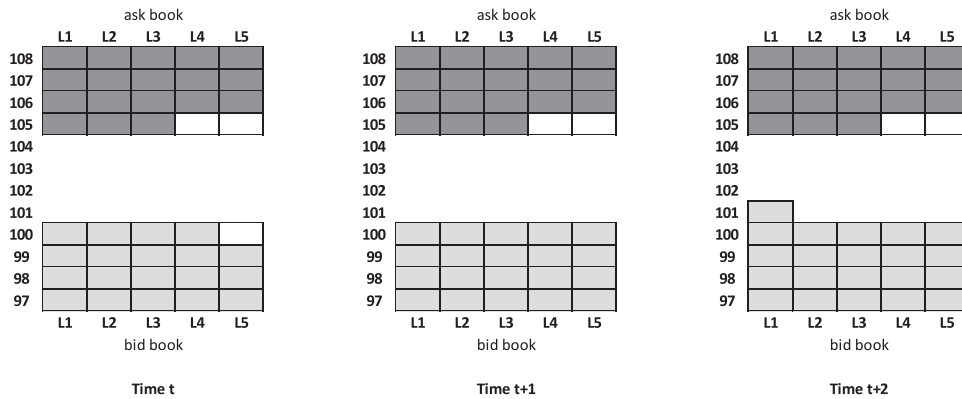 ask book ask book ask book
L1 L2 L3 L4 L5 L1 L2 L3 L4 L5 L1 L2 L3 L4 L5
108 108 108
107 107 107
106 106 106
105 105 105
104 104 104
103 103 103
102 102 102
101 101 101
100 100 100
99 99 99
98 98 98
97 97 97
L1 L2 L3 L4 L5 L1 L2 L3 L4 L5 L1 L2 L3 L4 L5
bid book bid book bid book
Time t Time t+1 Time t+2